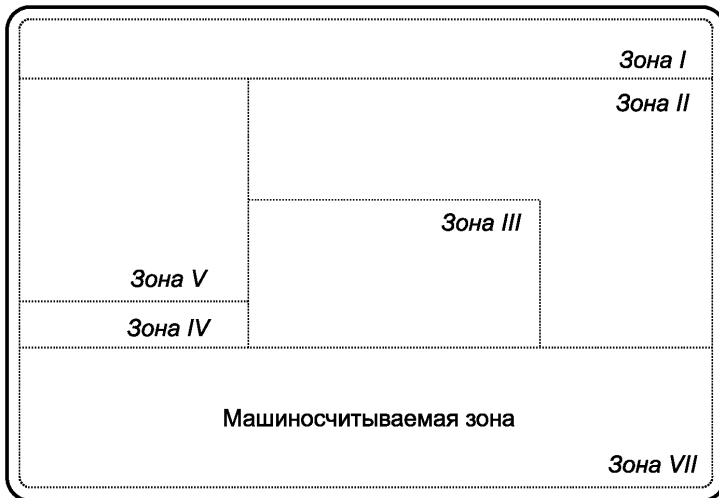 Зона I
Зона II
Зона III
Зона V
Зона IV
Машиносчитываемая зона
Зона VII